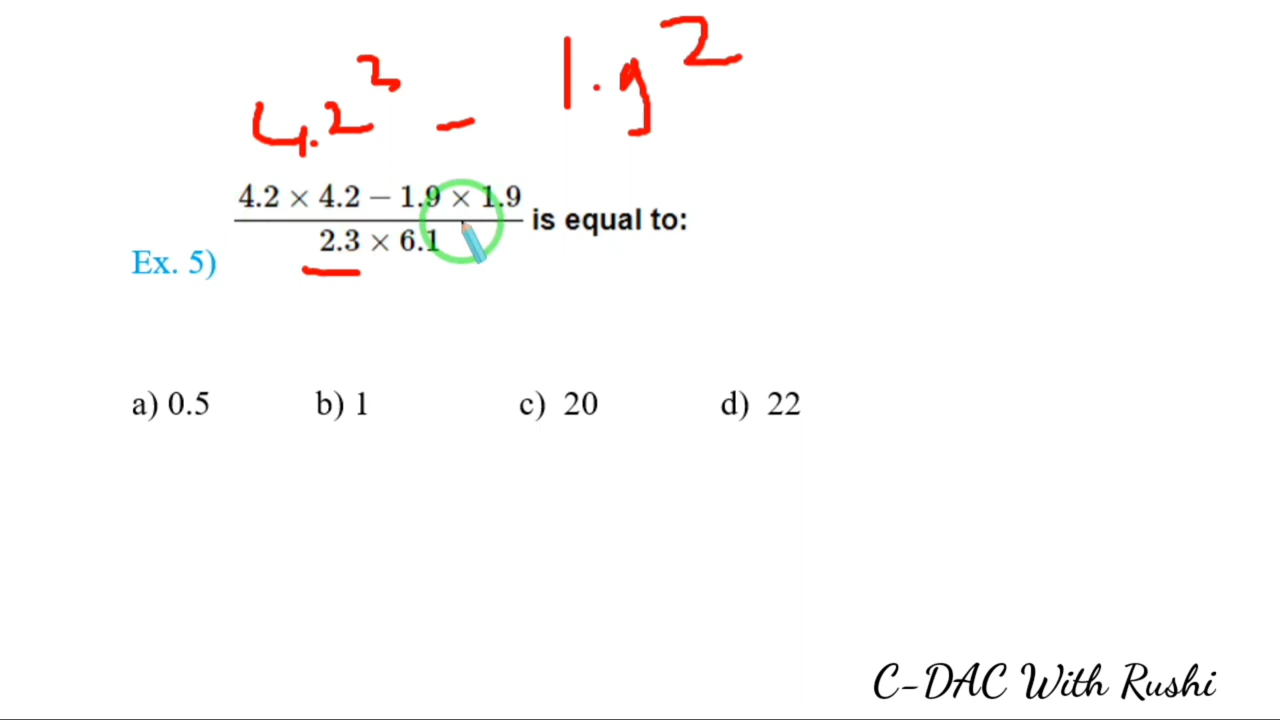 4.2² - 1.9²
4.2 × 4.2 − 1.9 × 1.9
2.3 × 6.1
is equal to:
Ex. 5)
a) 0.5 b) 1 c) 20 d) 22
C-DAC With Rushi